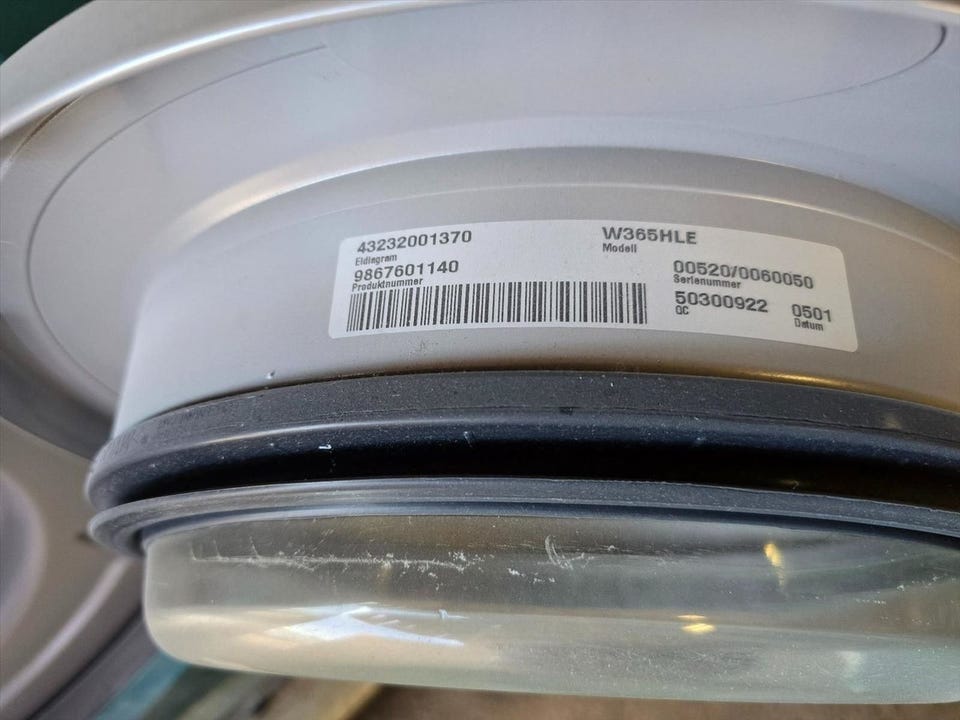 43232001370
Eldiagram
W365HLE
Modell
9867601140
Produktnummer
00520/0060050
Serienummer
50300922
QC
0501
Datum